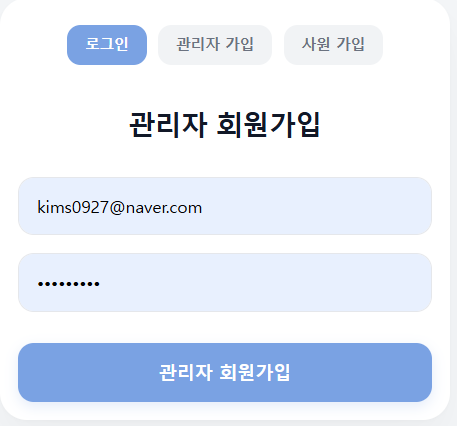 로그인 관리자 가입 사원 가입
관리자 회원가입
kims0927@naver.com
•••••••••
관리자 회원가입